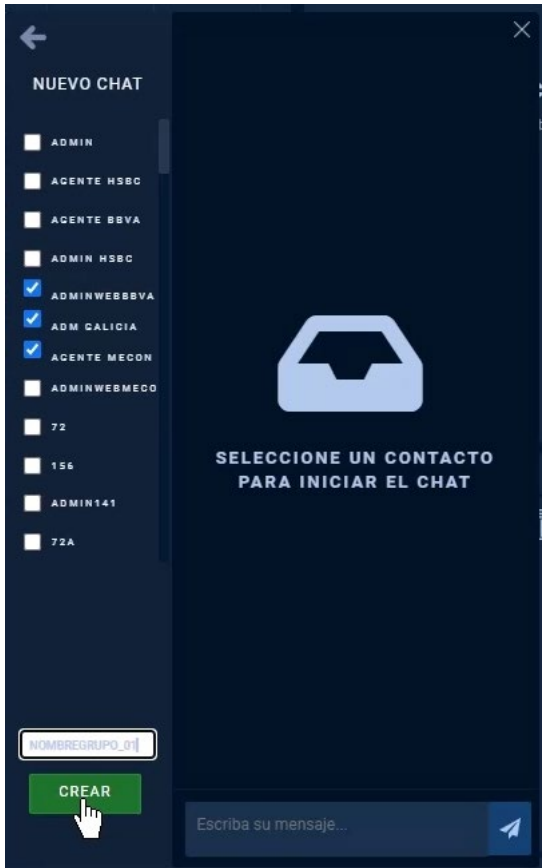 NUEVO CHAT
ADMIN
AGENTE HSBC
AGENTE BBVA
ADMIN HSBC
ADMINWEBBBVA
ADM GALICIA
AGENTE MECON
ADMINWEBMECO
72
156
ADMIN141
72A
NOMBREGRUPO_01
CREAR
SELECCIONE UN CONTACTO
PARA INICIAR EL CHAT
Escriba su mensaje...